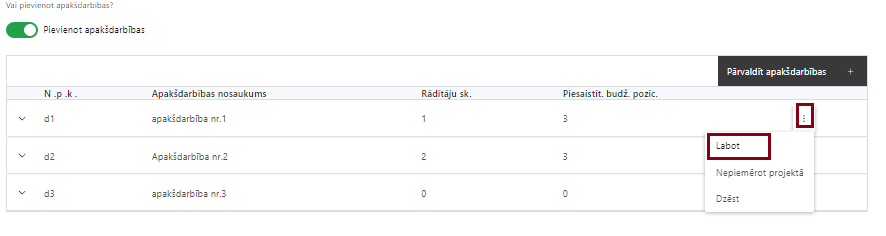 Vai pievienot apakšdarbības?
Pievienot apakšdarbības
Pārvaldīt apakšdarbības +
N .p .k . Apakšdarbības nosaukums Rādītāju sk. Piesaistīt. budž. pozīc.
d1 apakšdarbība nr.1 1 3
Labot
d2 Apakšdarbība nr.2 2 3
Nepiemērot projektā
d3 apakšdarbība nr.3 0 0
Dzēst